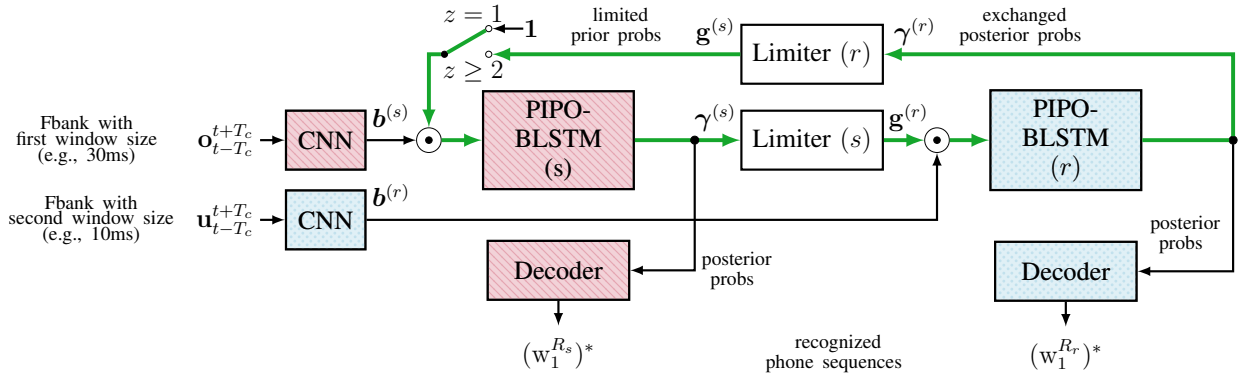 z = 1
1
z ≥ 2
limited
prior probs
g^{(s)}
Limiter (r)
γ^{(r)}
exchanged
posterior probs
Fbank with
first window size
(e.g., 30ms)
o_{t−T_c}^{t+T_c}
CNN
b^{(s)}
PIPO-
BLSTM
(s)
γ^{(s)}
Limiter (s)
g^{(r)}
PIPO-
BLSTM
(r)
Fbank with
second window size
(e.g., 10ms)
u_{t−T_c}^{t+T_c}
CNN
b^{(r)}
Decoder
posterior
probs
Decoder
posterior
probs
(w_1^{R_s})*
recognized
phone sequences
(w_1^{R_r})*